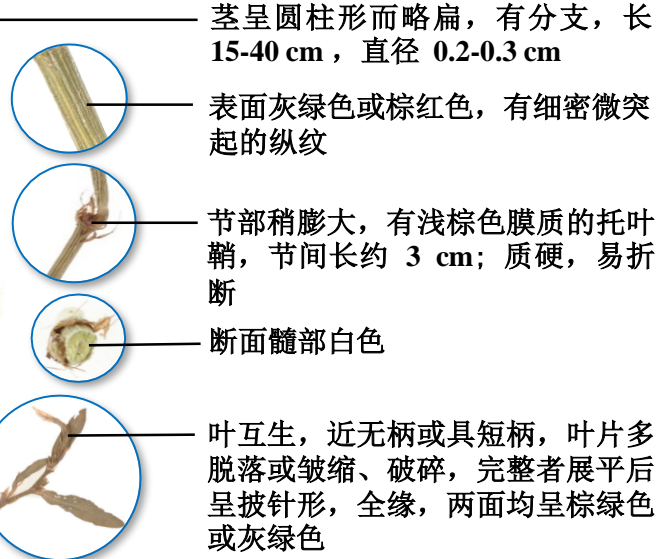 茎呈圆柱形而略扁，有分支，长
15-40 cm ，直径 0.2-0.3 cm
表面灰绿色或棕红色，有细密微突
起的纵纹
节部稍膨大，有浅棕色膜质的托叶
鞘，节间长约 3 cm；质硬，易折
断
断面髓部白色
叶互生，近无柄或具短柄，叶片多
脱落或皱缩、破碎，完整者展平后
呈披针形，全缘，两面均呈棕绿色
或灰绿色